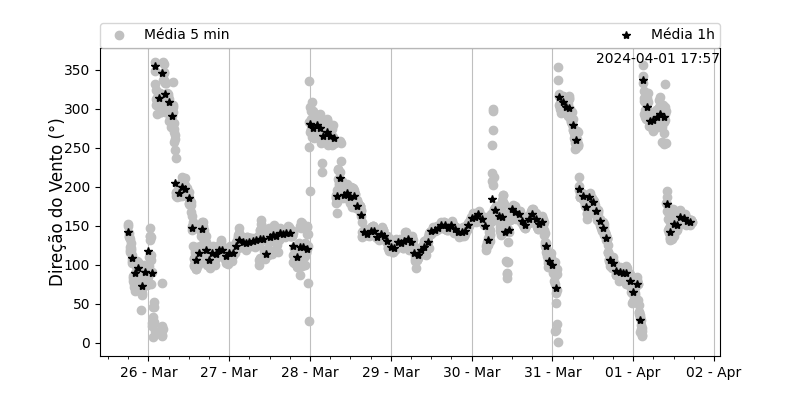 Média 5 min
Média 1h
2024-04-01 17:57
Direção do Vento (°)
350
300
250
200
150
100
50
0
26 - Mar
27 - Mar
28 - Mar
29 - Mar
30 - Mar
31 - Mar
01 - Apr
02 - Apr